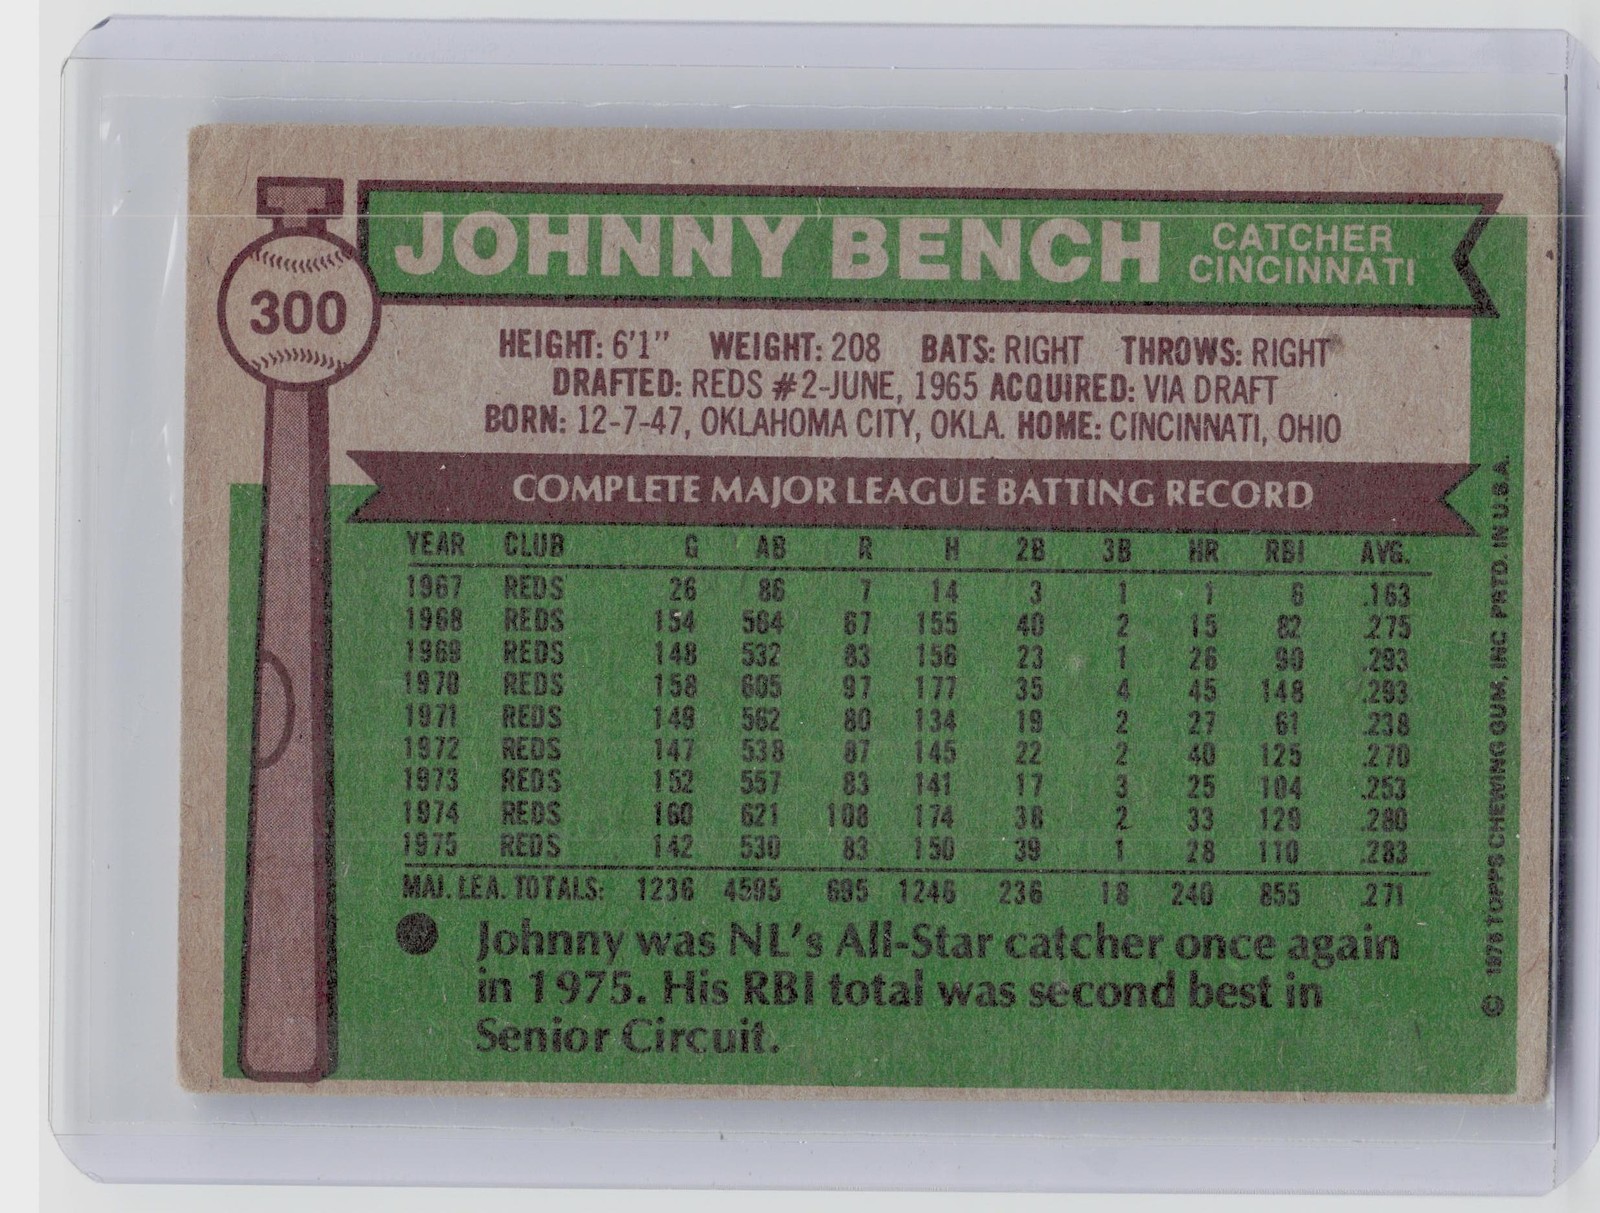 300
JOHNNY BENCH
CATCHER
CINCINNATI
HEIGHT: 6'1" WEIGHT: 208 BATS: RIGHT THROWS: RIGHT
DRAFTED: REDS #2-JUNE, 1965 ACQUIRED: VIA DRAFT
BORN: 12-7-47, OKLAHOMA CITY, OKLA. HOME: CINCINNATI, OHIO
COMPLETE MAJOR LEAGUE BATTING RECORD
YEAR CLUB G AB R H 2B 3B HR RBI AVG.
1967 REDS 26 86 7 14 3 1 1 6 .163
1968 REDS 154 564 67 155 40 2 15 82 .275
1969 REDS 148 532 83 156 23 1 26 90 .293
1970 REDS 158 605 97 177 35 4 45 148 .293
1971 REDS 149 562 80 134 19 2 27 61 .238
1972 REDS 147 538 87 145 22 2 40 125 .270
1973 REDS 152 557 83 141 17 3 25 104 .253
1974 REDS 160 621 108 174 38 2 33 129 .280
1975 REDS 142 530 83 150 39 1 28 110 .283
MAJ. LEA. TOTALS: 1236 4595 695 1246 236 18 240 855 .271
Johnny was NL's All-Star catcher once again
in 1975. His RBI total was second best in
Senior Circuit.
© 1976 TOPPS CHEWING GUM, INC PRTD. IN U.S.A.